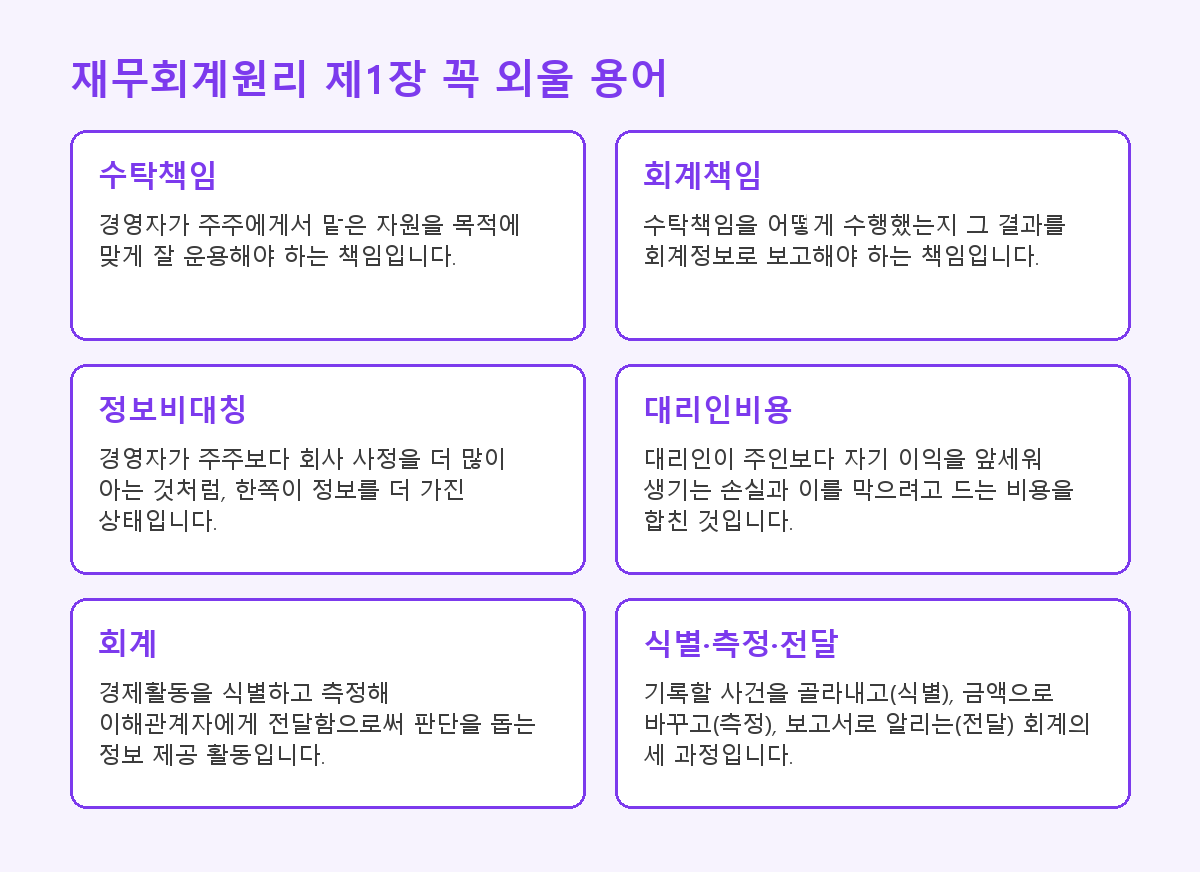 재무회계원리 제1장 꼭 외울 용어
수탁책임
경영자가 주주에게서 맡은 자원을 목적에
맞게 잘 운용해야 하는 책임입니다.
회계책임
수탁책임을 어떻게 수행했는지 그 결과를
회계정보로 보고해야 하는 책임입니다.
정보비대칭
경영자가 주주보다 회사 사정을 더 많이
아는 것처럼, 한쪽이 정보를 더 가진
상태입니다.
대리인비용
대리인이 주인보다 자기 이익을 앞세워
생기는 손실과 이를 막으려고 드는 비용을
합친 것입니다.
회계
경제활동을 식별하고 측정해
이해관계자에게 전달함으로써 판단을 돕는
정보 제공 활동입니다.
식별·측정·전달
기록할 사건을 골라내고(식별), 금액으로
바꾸고(측정), 보고서로 알리는(전달) 회계의
세 과정입니다.